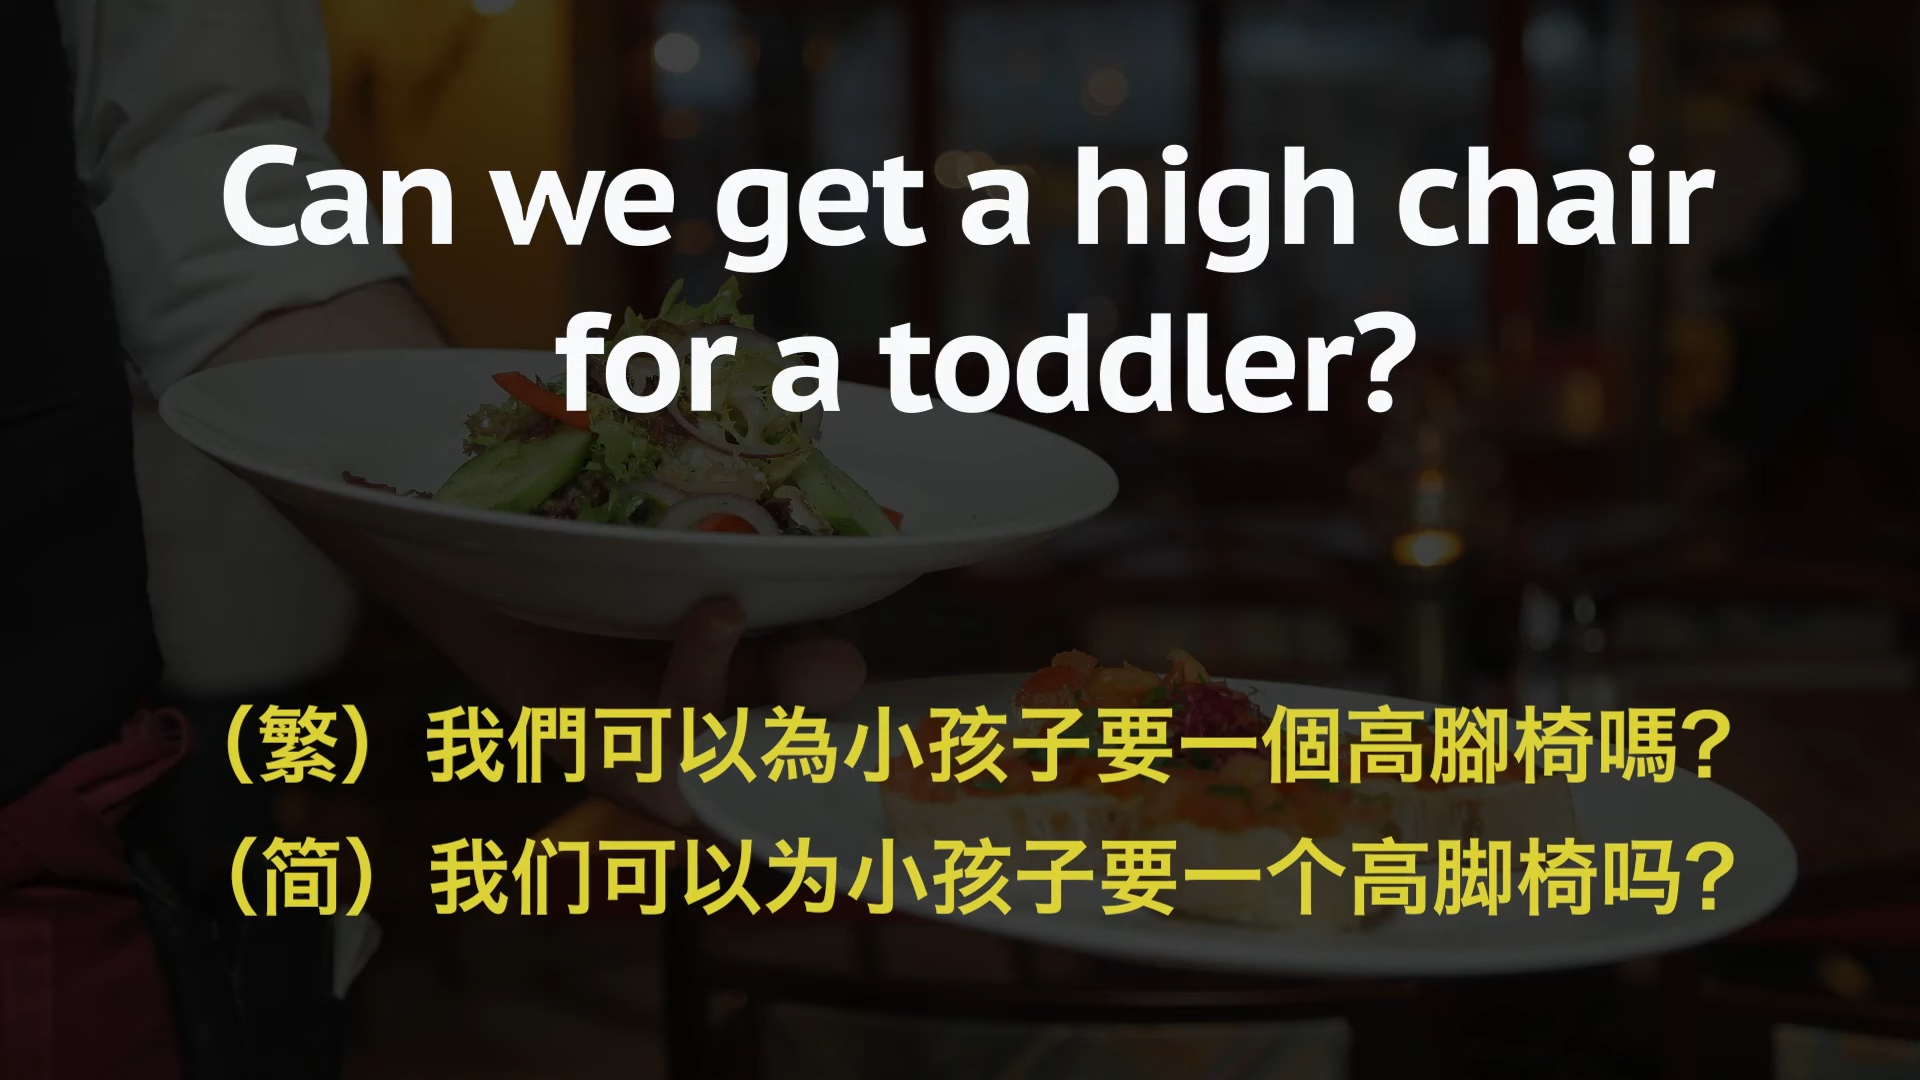 Can we get a high chair
for a toddler?
（繁）我們可以為小孩子要一個高腳椅嗎？
（简）我们可以为小孩子要一个高脚椅吗？